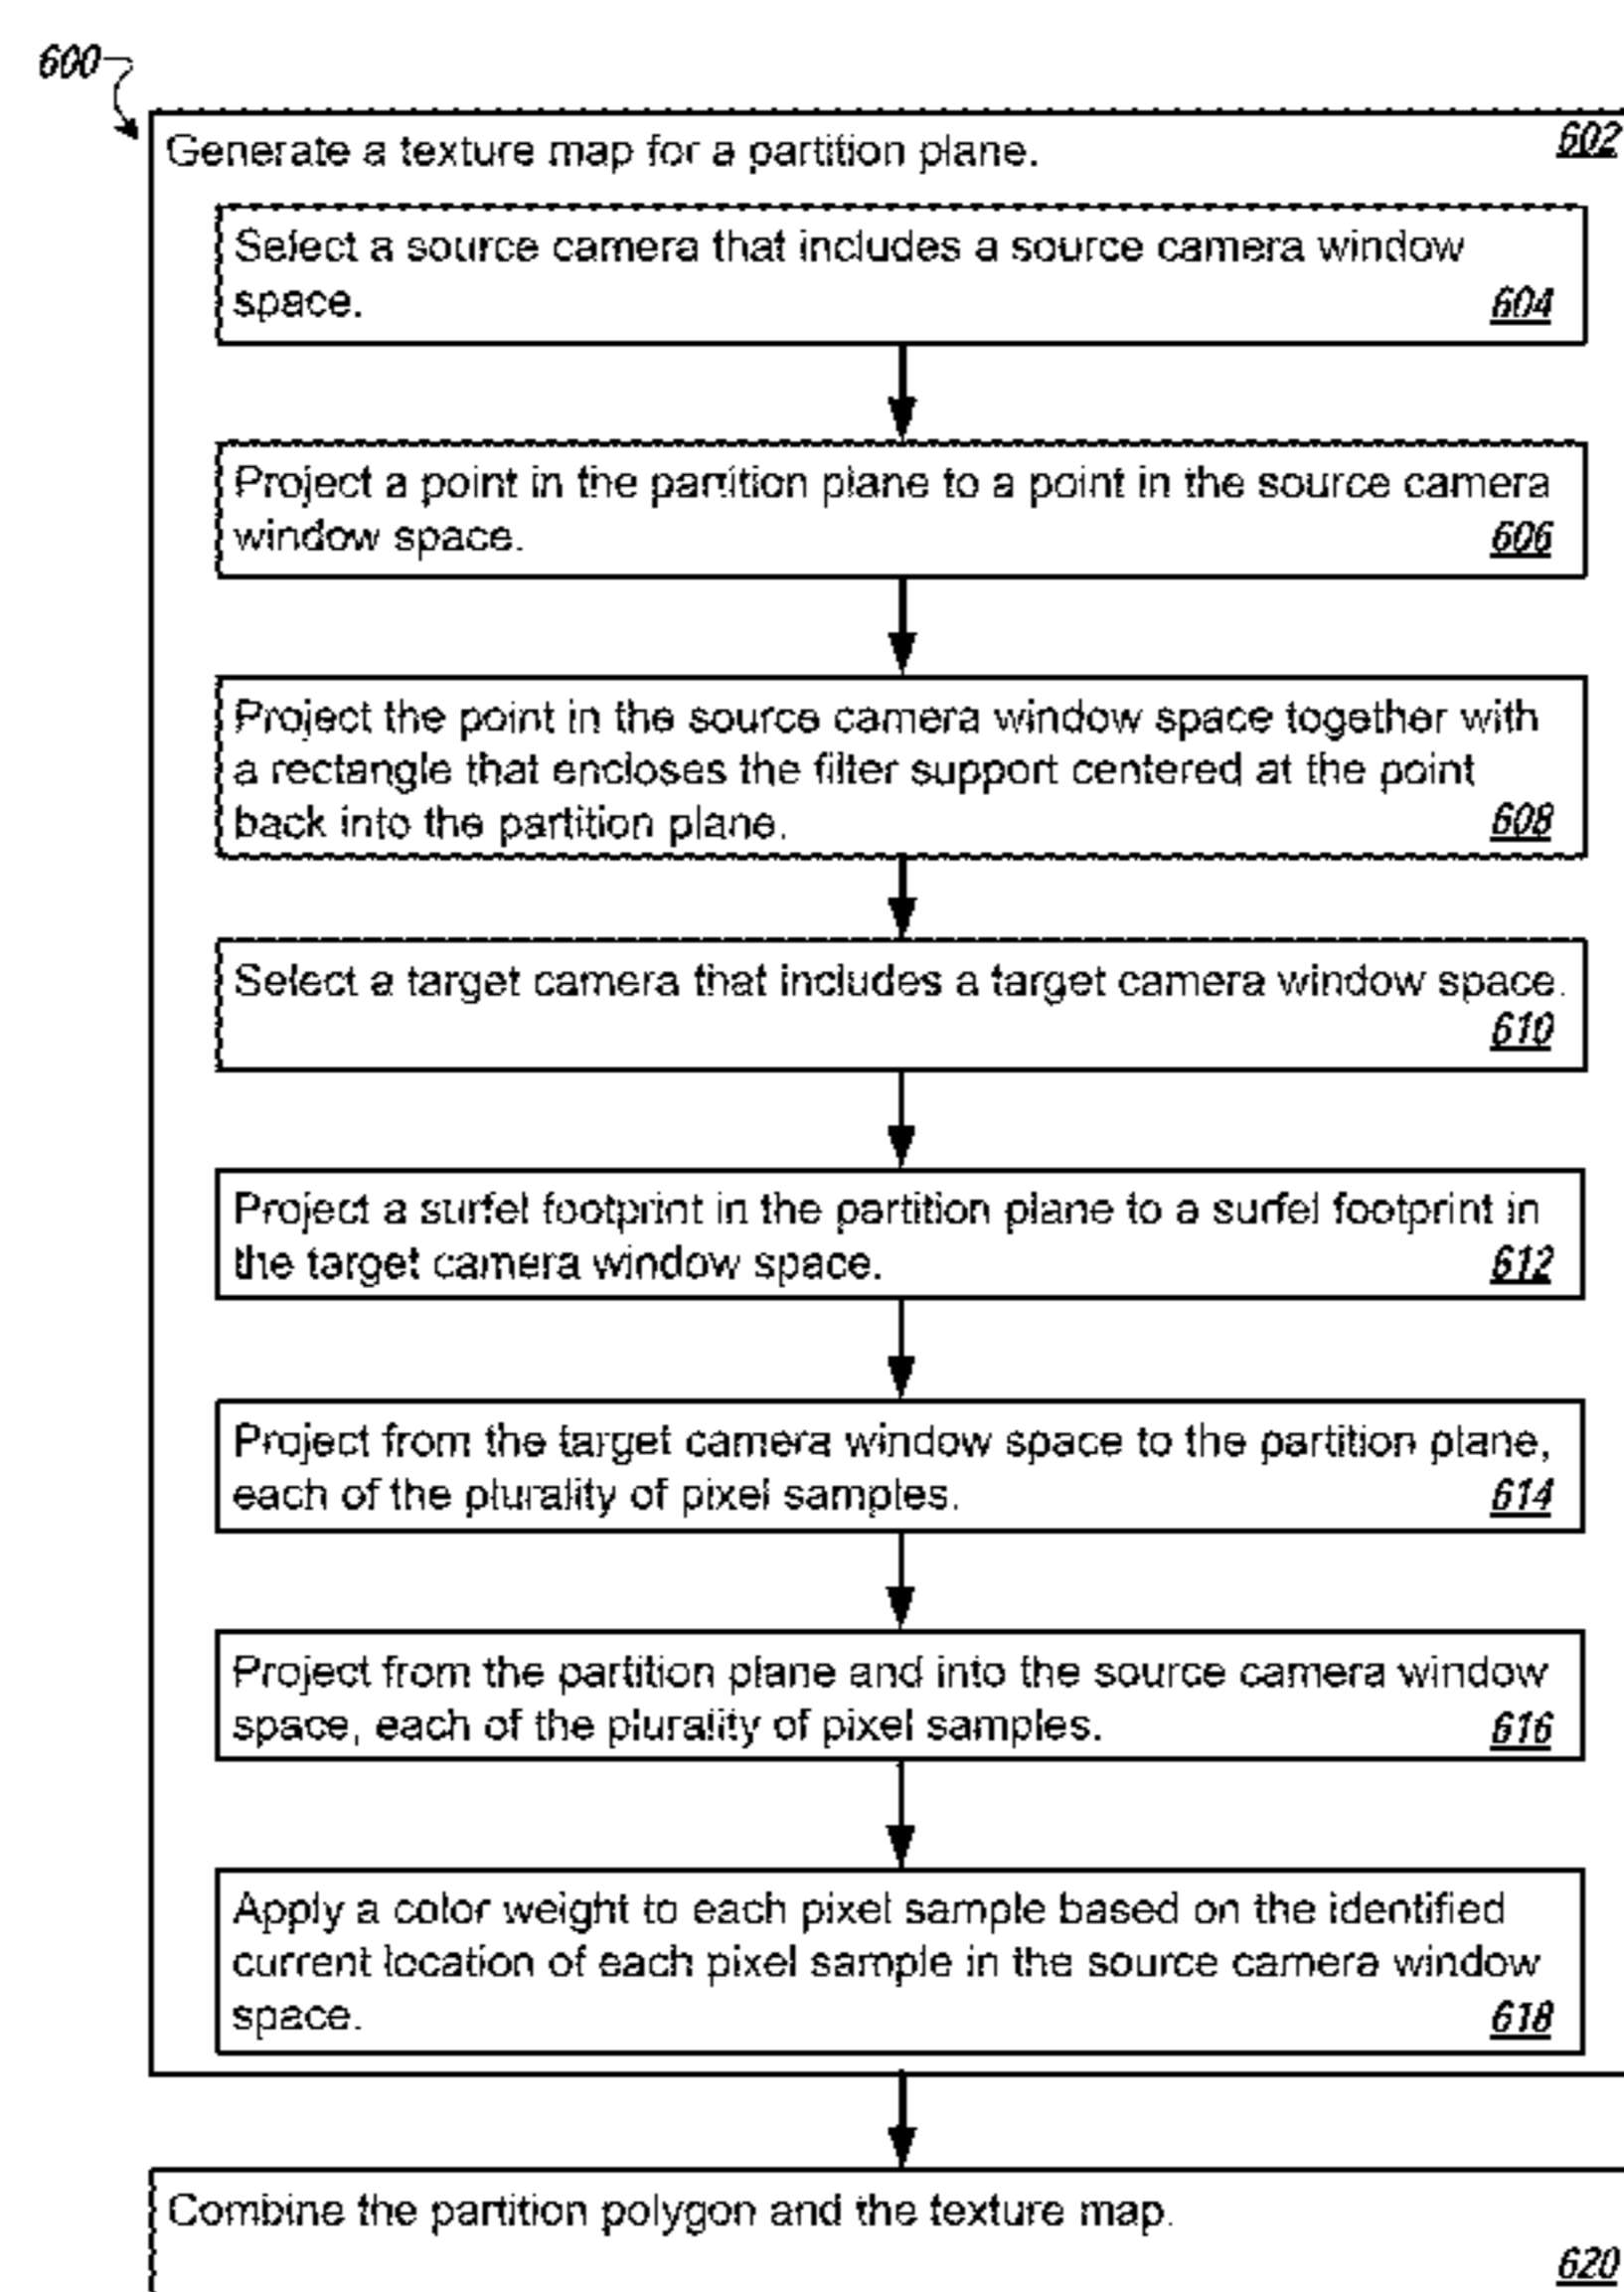 600
Generate a texture map for a partition plane.
602
Select a source camera that includes a source camera window
space.
604
Project a point in the partition plane to a point in the source camera
window space.
606
Project the point in the source camera window space together with
a rectangle that encloses the filter support centered at the point
back into the partition plane.
608
Select a target camera that includes a target camera window space.
610
Project a surfel footprint in the partition plane to a surfel footprint in
the target camera window space.
612
Project from the target camera window space to the partition plane,
each of the plurality of pixel samples.
614
Project from the partition plane and into the source camera window
space, each of the plurality of pixel samples.
616
Apply a color weight to each pixel sample based on the identified
current location of each pixel sample in the source camera window
space.
618
Combine the partition polygon and the texture map.
620